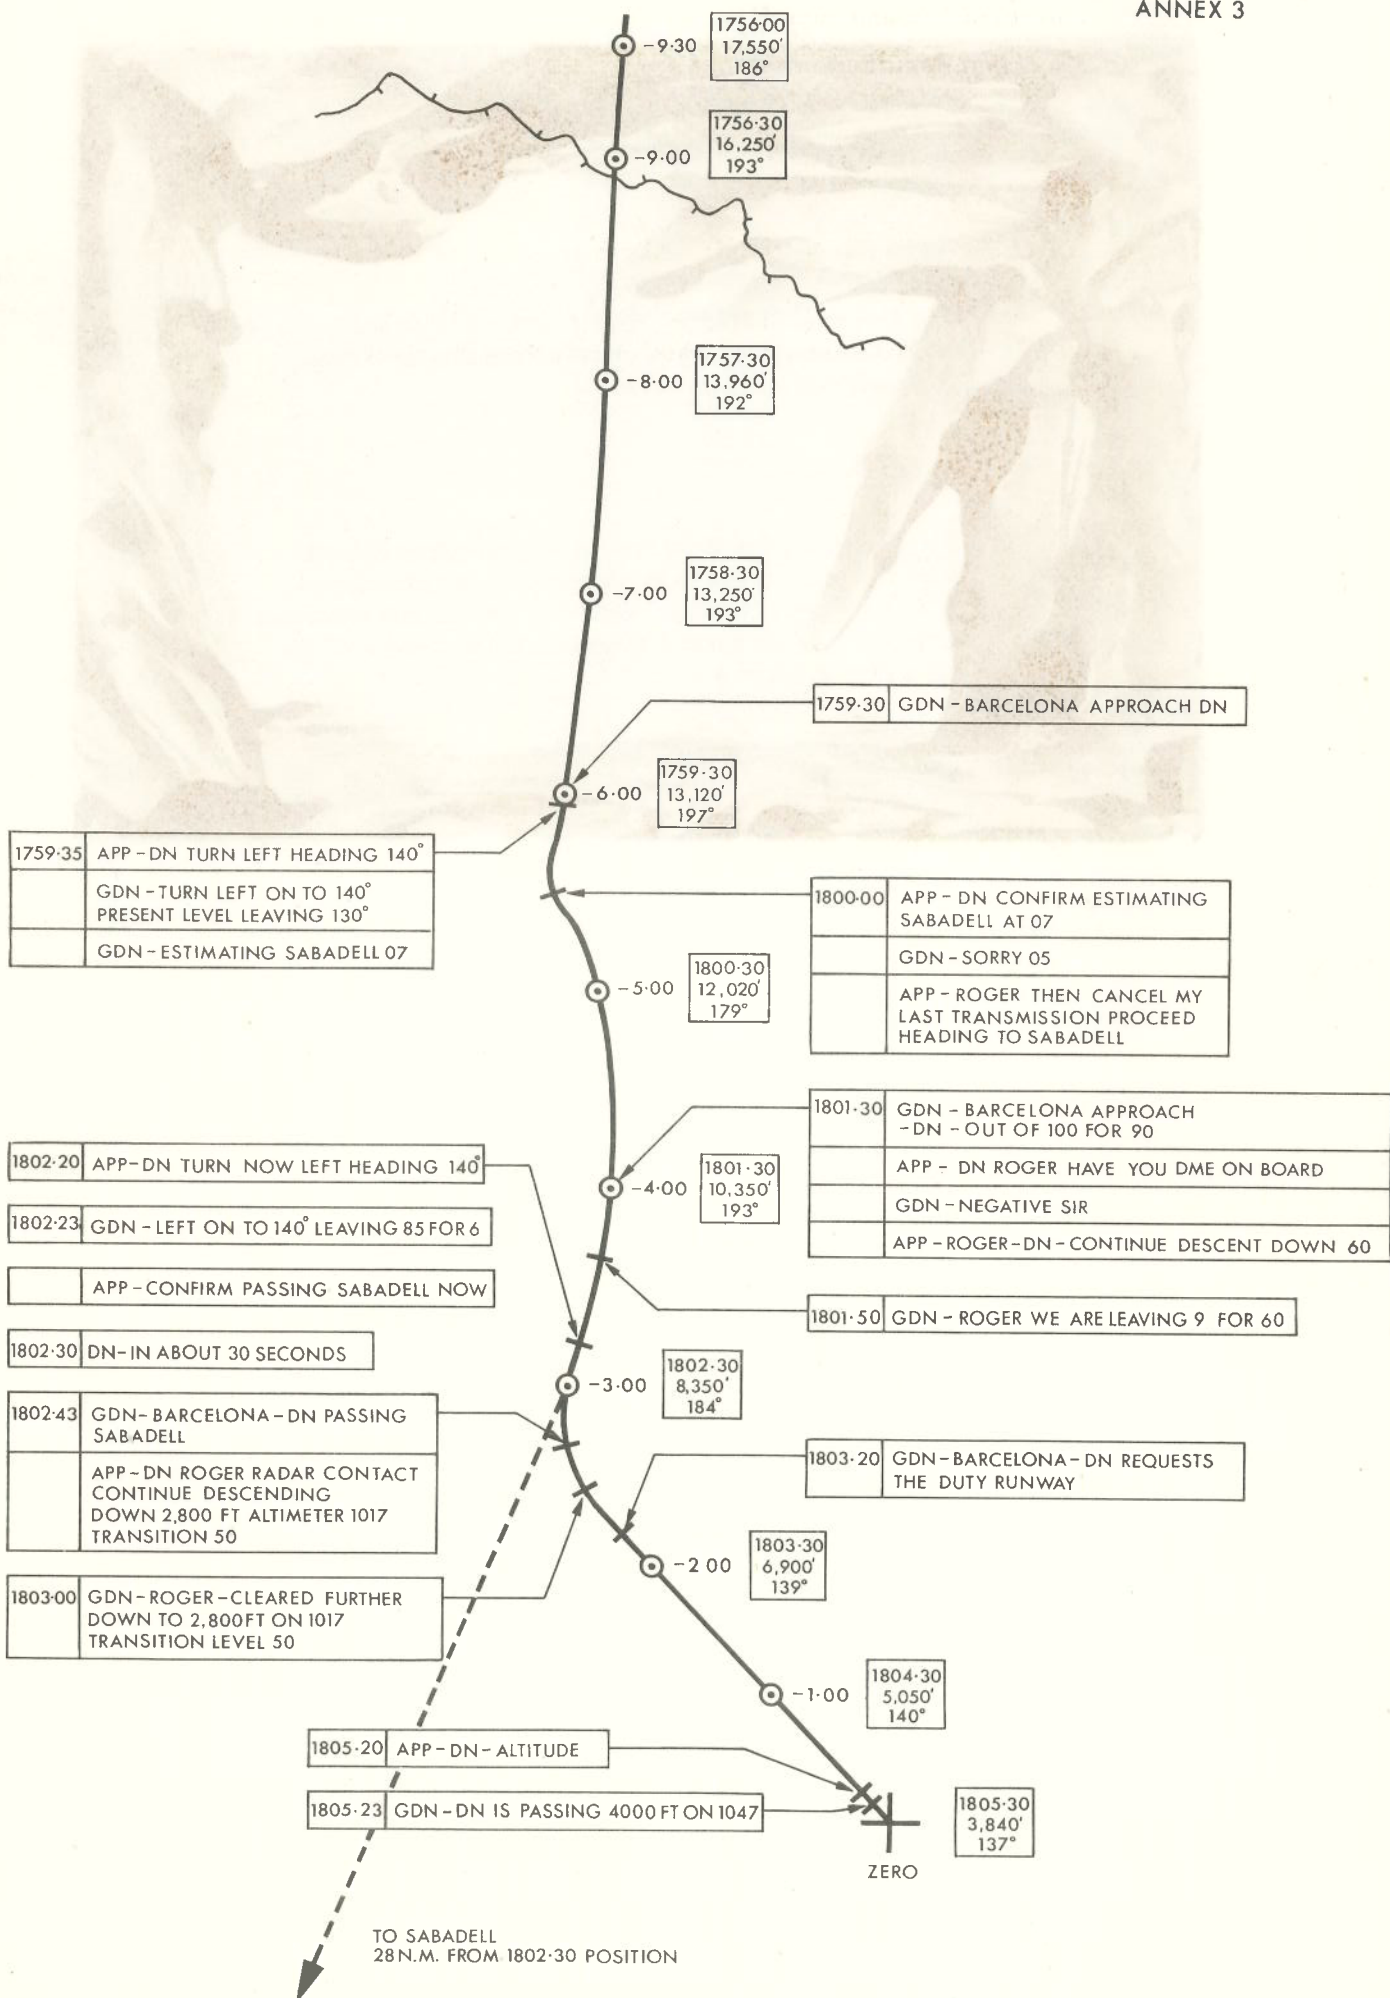 ANNEX 3
-9·30
1756·00
17,550'
186°
-9·00
1756·30
16,250'
193°
-8·00
1757·30
13,960'
192°
-7·00
1758·30
13,250'
193°
1759·30 GDN - BARCELONA APPROACH DN
-6·00
1759·30
13,120'
197°
1759·35 APP - DN TURN LEFT HEADING 140°
GDN - TURN LEFT ON TO 140°
PRESENT LEVEL LEAVING 130°
GDN - ESTIMATING SABADELL 07
1800·00 APP - DN CONFIRM ESTIMATING
SABADELL AT 07
GDN - SORRY 05
APP - ROGER THEN CANCEL MY
LAST TRANSMISSION PROCEED
HEADING TO SABADELL
-5·00
1800·30
12,020'
179°
1801·30 GDN - BARCELONA APPROACH
- DN - OUT OF 100 FOR 90
APP - DN ROGER HAVE YOU DME ON BOARD
GDN - NEGATIVE SIR
APP - ROGER - DN - CONTINUE DESCENT DOWN 60
-4·00
1801·30
10,350'
193°
1802·20 APP - DN TURN NOW LEFT HEADING 140°
1802·23 GDN - LEFT ON TO 140° LEAVING 85 FOR 6
APP - CONFIRM PASSING SABADELL NOW
1801·50 GDN - ROGER WE ARE LEAVING 9 FOR 60
1802·30 DN - IN ABOUT 30 SECONDS
-3·00
1802·30
8,350'
184°
1802·43 GDN - BARCELONA - DN PASSING
SABADELL
APP - DN ROGER RADAR CONTACT
CONTINUE DESCENDING
DOWN 2,800 FT ALTIMETER 1017
TRANSITION 50
1803·20 GDN - BARCELONA - DN REQUESTS
THE DUTY RUNWAY
-2 00
1803·30
6,900'
139°
1803·00 GDN - ROGER - CLEARED FURTHER
DOWN TO 2,800FT ON 1017
TRANSITION LEVEL 50
-1·00
1804·30
5,050'
140°
1805·20 APP - DN - ALTITUDE
1805·23 GDN - DN IS PASSING 4000 FT ON 1047
1805·30
3,840'
137°
ZERO
TO SABADELL
28 N.M. FROM 1802·30 POSITION